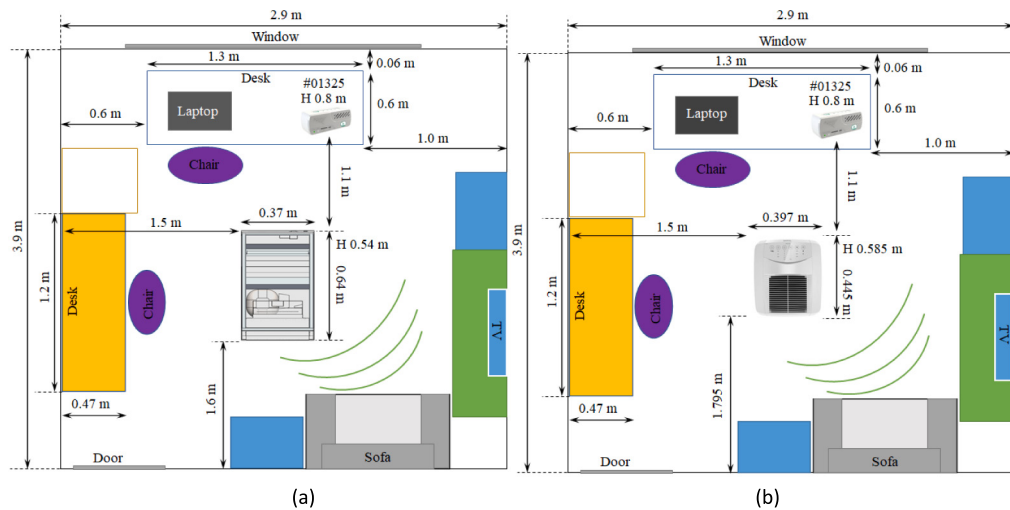 2.9 m
Window
1.3 m
0.06 m
Desk
#01325
H 0.8 m
Laptop
0.6 m
0.6 m
Chair
1.0 m
1.1 m
0.37 m
1.5 m
H 0.54 m
3.9 m
1.2 m
Desk
Chair
0.64 m
TV
0.47 m
1.6 m
Door
Sofa
(a)
2.9 m
Window
1.3 m
0.06 m
Desk
#01325
H 0.8 m
Laptop
0.6 m
0.6 m
Chair
1.0 m
1.1 m
0.397 m
1.5 m
H 0.585 m
3.9 m
1.2 m
Desk
Chair
0.445 m
TV
0.47 m
1.795 m
Door
Sofa
(b)